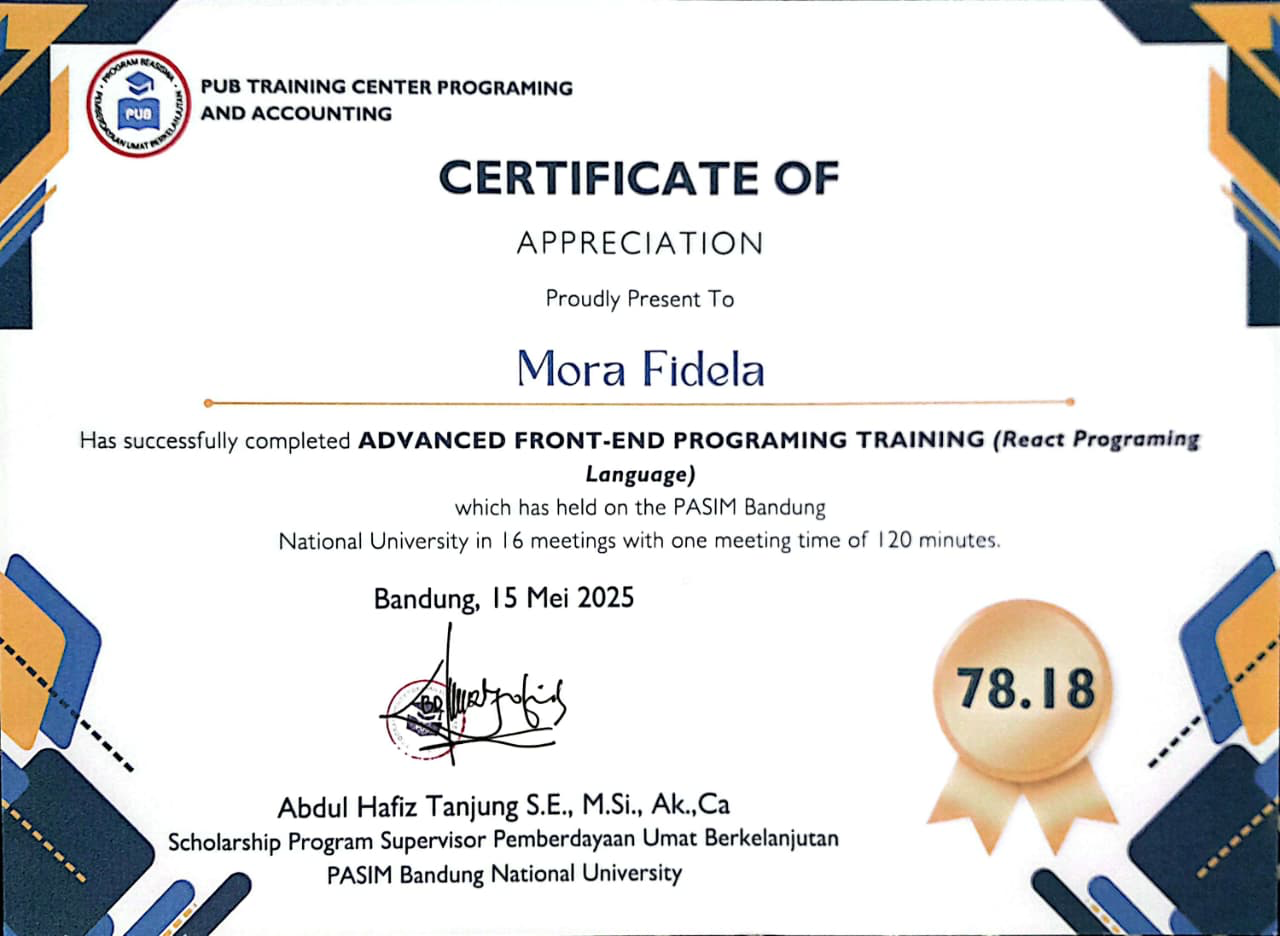 PROGRAM BEASISWA
PEMBERDAYAAN UMAT BERKELANJUTAN
PUB
PUB TRAINING CENTER PROGRAMING
AND ACCOUNTING
CERTIFICATE OF
APPRECIATION
Proudly Present To
Mora Fidela
Has successfully completed ADVANCED FRONT-END PROGRAMING TRAINING (React Programing
Language)
which has held on the PASIM Bandung
National University in 16 meetings with one meeting time of 120 minutes.
Bandung, 15 Mei 2025
78.18
Abdul Hafiz Tanjung S.E., M.Si., Ak.,Ca
Scholarship Program Supervisor Pemberdayaan Umat Berkelanjutan
PASIM Bandung National University